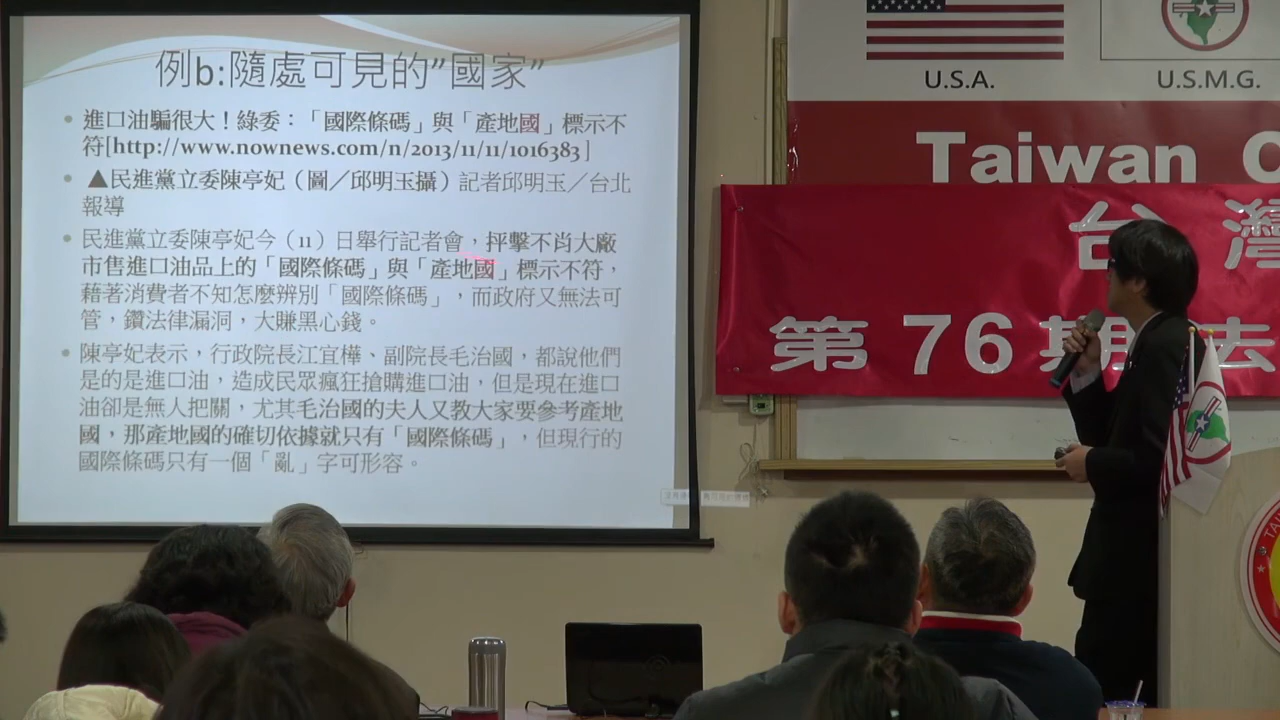 例b:隨處可見的"國家"
進口油騙很大！綠委：「國際條碼」與「產地國」標示不
符[http://www.nownews.com/n/2013/11/11/1016383]
▲民進黨立委陳亭妃（圖／邱明玉攝）記者邱明玉／台北
報導
民進黨立委陳亭妃今（11）日舉行記者會，抨擊不肖大廠
市售進口油品上的「國際條碼」與「產地國」標示不符，
藉著消費者不知怎麼辨別「國際條碼」，而政府又無法可
管，鑽法律漏洞，大賺黑心錢。
陳亭妃表示，行政院長江宜樺、副院長毛治國，都說他們
是的是進口油，造成民眾瘋狂搶購進口油，但是現在進口
油卻是無人把關，尤其毛治國的夫人又教大家要參考產地
國，那產地國的確切依據就只有「國際條碼」，但現行的
國際條碼只有一個「亂」字可形容。
U.S.A.
U.S.M.G.
Taiwan C
台灣
第 76 期 法